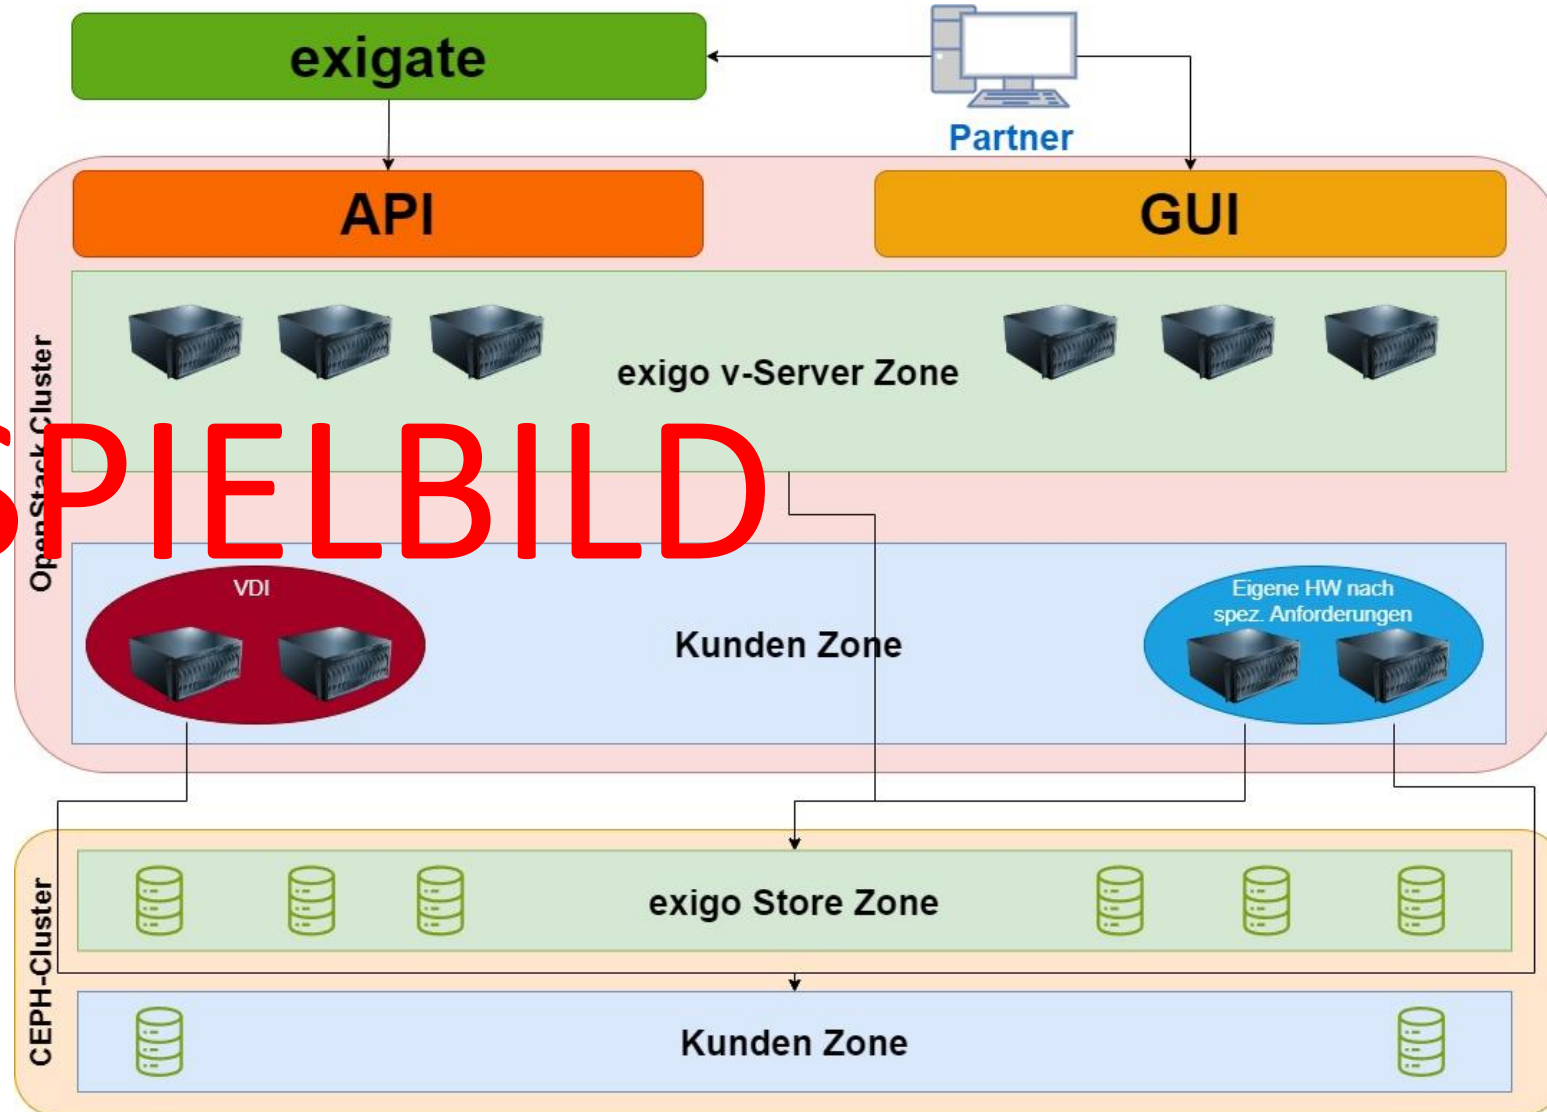 exigate
Partner
API
GUI
OpenStack Cluster
exigo v-Server Zone
SPIELBILD
VDI
Eigene HW nach
spez. Anforderungen
Kunden Zone
CEPH-Cluster
exigo Store Zone
Kunden Zone